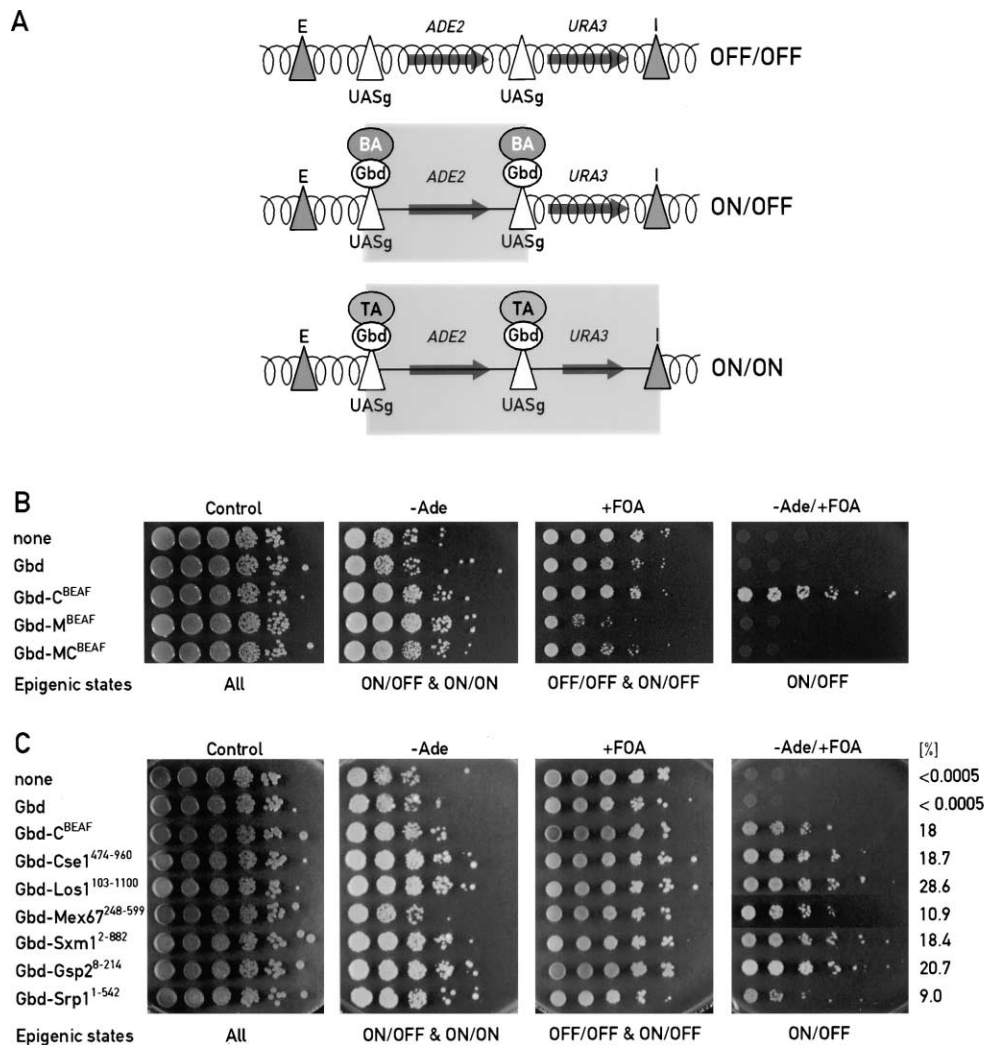 A
E ADE2 URA3 I
UASg UASg
OFF/OFF
BA BA
Gbd Gbd
E ADE2 URA3 I
UASg UASg
ON/OFF
TA TA
Gbd Gbd
E ADE2 URA3 I
UASg UASg
ON/ON
B
Control -Ade +FOA -Ade/+FOA
none
Gbd
Gbd-C^BEAF
Gbd-M^BEAF
Gbd-MC^BEAF
Epigenic states All ON/OFF & ON/ON OFF/OFF & ON/OFF ON/OFF
C
Control -Ade +FOA -Ade/+FOA [%]
none <0.0005
Gbd < 0.0005
Gbd-C^BEAF 18
Gbd-Cse1^474-960 18.7
Gbd-Los1^103-1100 28.6
Gbd-Mex67^248-599 10.9
Gbd-Sxm1^2-882 18.4
Gbd-Gsp2^8-214 20.7
Gbd-Srp1^1-542 9.0
Epigenic states All ON/OFF & ON/ON OFF/OFF & ON/OFF ON/OFF